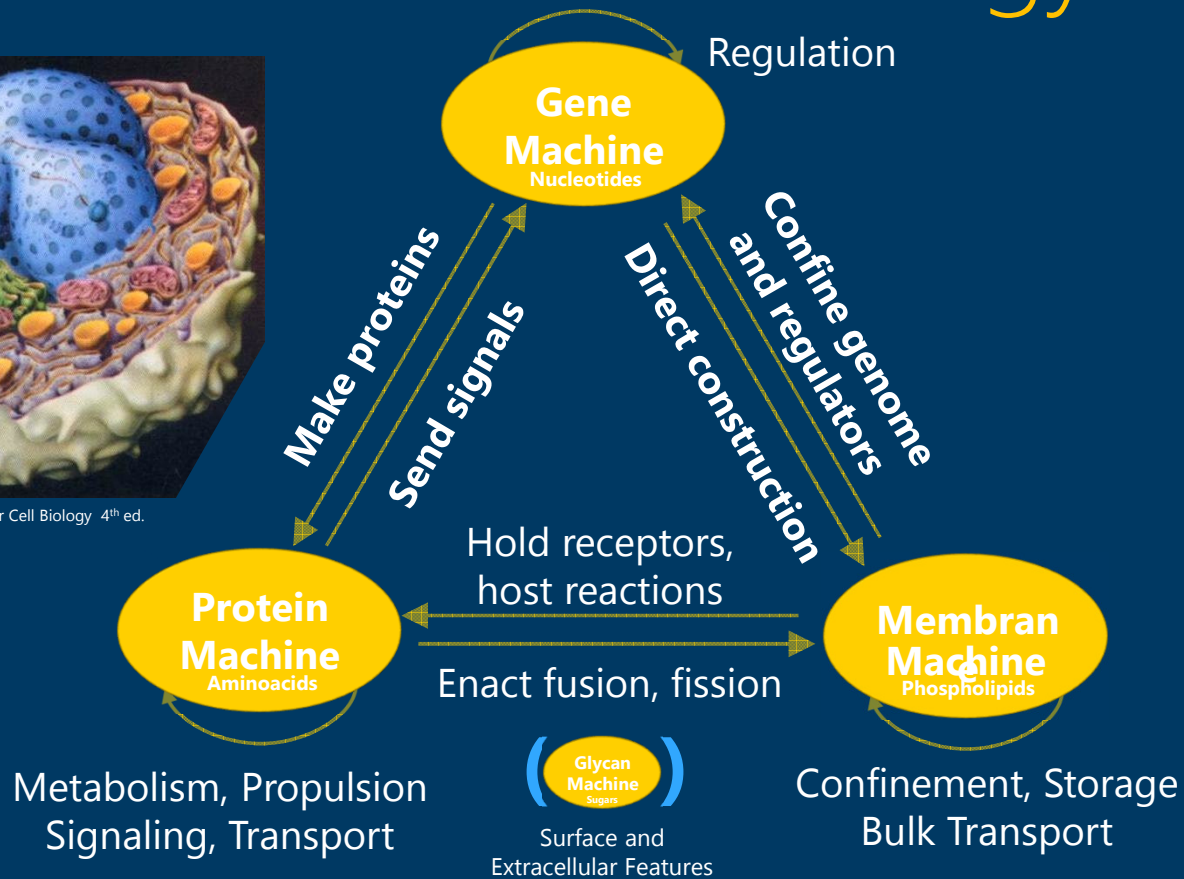 Regulation
Gene
Machine
Nucleotides
Make proteins
Send signals
Direct construction
Confine genome
and regulators
Cell Biology 4th ed.
Hold receptors,
host reactions
Enact fusion, fission
Protein
Machine
Aminoacids
Membran
e
Machine
Phospholipids
Metabolism, Propulsion
Signaling, Transport
( Glycan
Machine
Sugars )
Surface and
Extracellular Features
Confinement, Storage
Bulk Transport